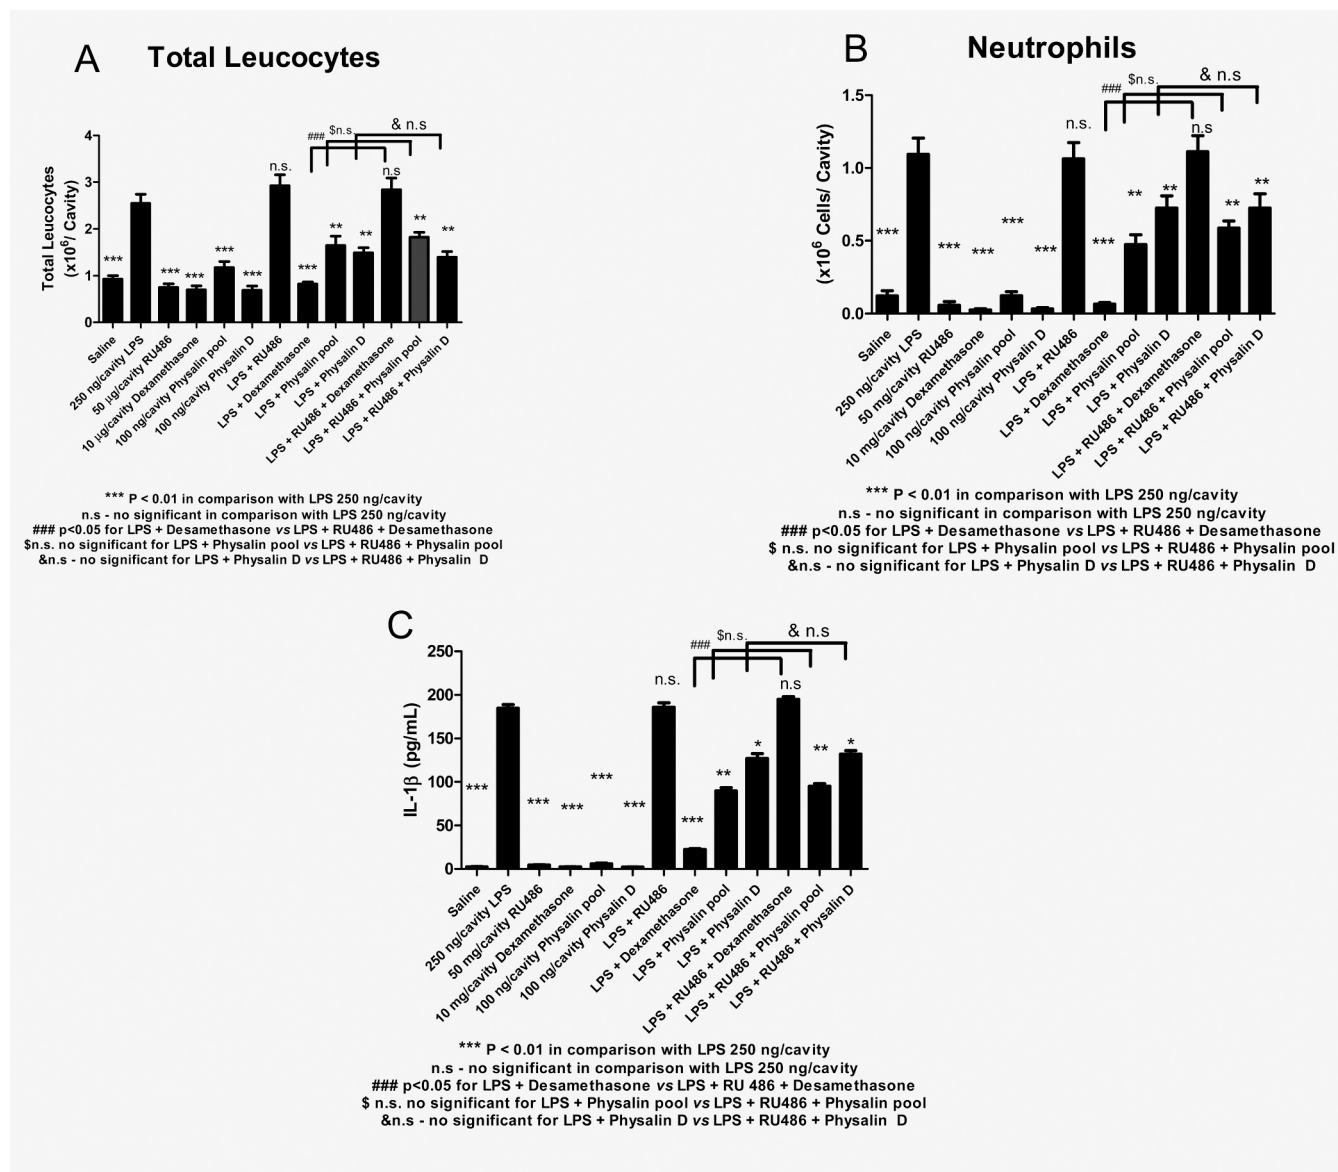 A
Total Leucocytes
Total Leucocytes
(x10⁶/ Cavity)
4
3
2
1
0
***
***
***
***
***
n.s.
***
**
**
n.s
**
**
###
$n.s.
& n.s
Saline
250 ng/cavity LPS
50 µg/cavity RU486
10 µg/cavity Dexamethasone
100 ng/cavity Physalin pool
100 ng/cavity Physalin D
LPS + RU486
LPS + Dexamethasone
LPS + Physalin pool
LPS + Physalin D
LPS + RU486 + Dexamethasone
LPS + RU486 + Physalin pool
LPS + RU486 + Physalin D
*** P < 0.01 in comparison with LPS 250 ng/cavity
n.s - no significant in comparison with LPS 250 ng/cavity
### p<0.05 for LPS + Desamethasone vs LPS + RU486 + Desamethasone
$n.s. no significant for LPS + Physalin pool vs LPS + RU486 + Physalin pool
&n.s - no significant for LPS + Physalin D vs LPS + RU486 + Physalin D
B
Neutrophils
(x10⁶ Cells/ Cavity)
1.5
1.0
0.5
0.0
***
***
***
***
***
n.s.
***
**
**
n.s
**
**
###
$n.s.
& n.s
Saline
250 ng/cavity LPS
50 mg/cavity RU486
10 mg/cavity Dexamethasone
100 ng/cavity Physalin pool
100 ng/cavity Physalin D
LPS + RU486
LPS + Dexamethasone
LPS + Physalin pool
LPS + Physalin D
LPS + RU486 + Dexamethasone
LPS + RU486 + Physalin pool
LPS + RU486 + Physalin D
*** P < 0.01 in comparison with LPS 250 ng/cavity
n.s - no significant in comparison with LPS 250 ng/cavity
### p<0.05 for LPS + Desamethasone vs LPS + RU486 + Desamethasone
$ n.s. no significant for LPS + Physalin pool vs LPS + RU486 + Physalin pool
&n.s - no significant for LPS + Physalin D vs LPS + RU486 + Physalin D
C
IL-1β (pg/mL)
250
200
150
100
50
0
***
***
***
***
***
n.s.
***
**
*
n.s
**
*
###
$n.s.
& n.s
Saline
250 ng/cavity LPS
50 mg/cavity RU486
10 mg/cavity Dexamethasone
100 ng/cavity Physalin pool
100 ng/cavity Physalin D
LPS + RU486
LPS + Dexamethasone
LPS + Physalin pool
LPS + Physalin D
LPS + RU486 + Dexamethasone
LPS + RU486 + Physalin pool
LPS + RU486 + Physalin D
*** P < 0.01 in comparison with LPS 250 ng/cavity
n.s - no significant in comparison with LPS 250 ng/cavity
### p<0.05 for LPS + Desamethasone vs LPS + RU 486 + Desamethasone
$ n.s. no significant for LPS + Physalin pool vs LPS + RU486 + Physalin pool
&n.s - no significant for LPS + Physalin D vs LPS + RU486 + Physalin D